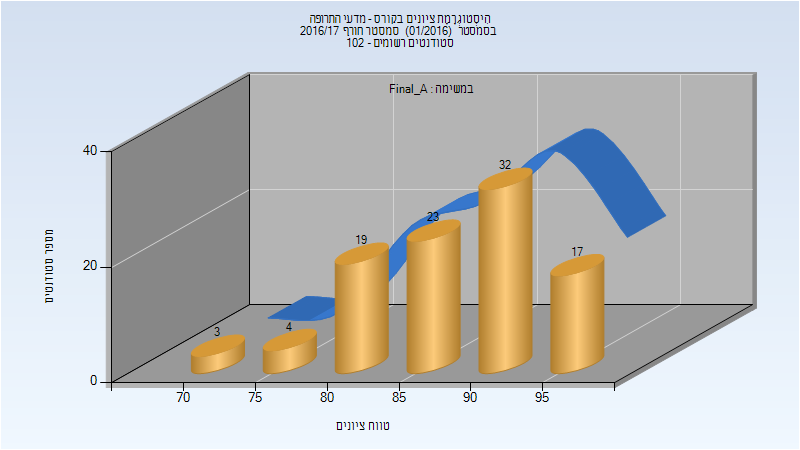 היסטוגרמת ציונים בקורס - מדעי התרופה
בסמסטר (01/2016) סמסטר חורף 2016/17
סטודנטים רשומים - 102
במשימה : Final_A
40
20
0
מספר סטודנטים
3
4
19
23
32
17
70
75
80
85
90
95
טווח ציונים